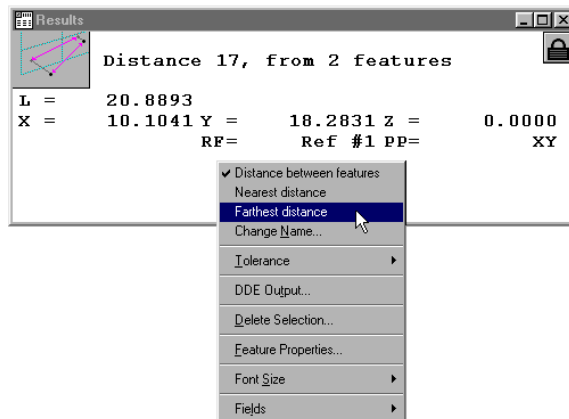 Results
Distance 17, from 2 features
L = 20.8893
X = 10.1041 Y = 18.2831 Z = 0.0000
RF= Ref #1 PP= XY
Distance between features
Nearest distance
Farthest distance
Change Name...
Tolerance
DDE Output...
Delete Selection...
Feature Properties...
Font Size
Fields